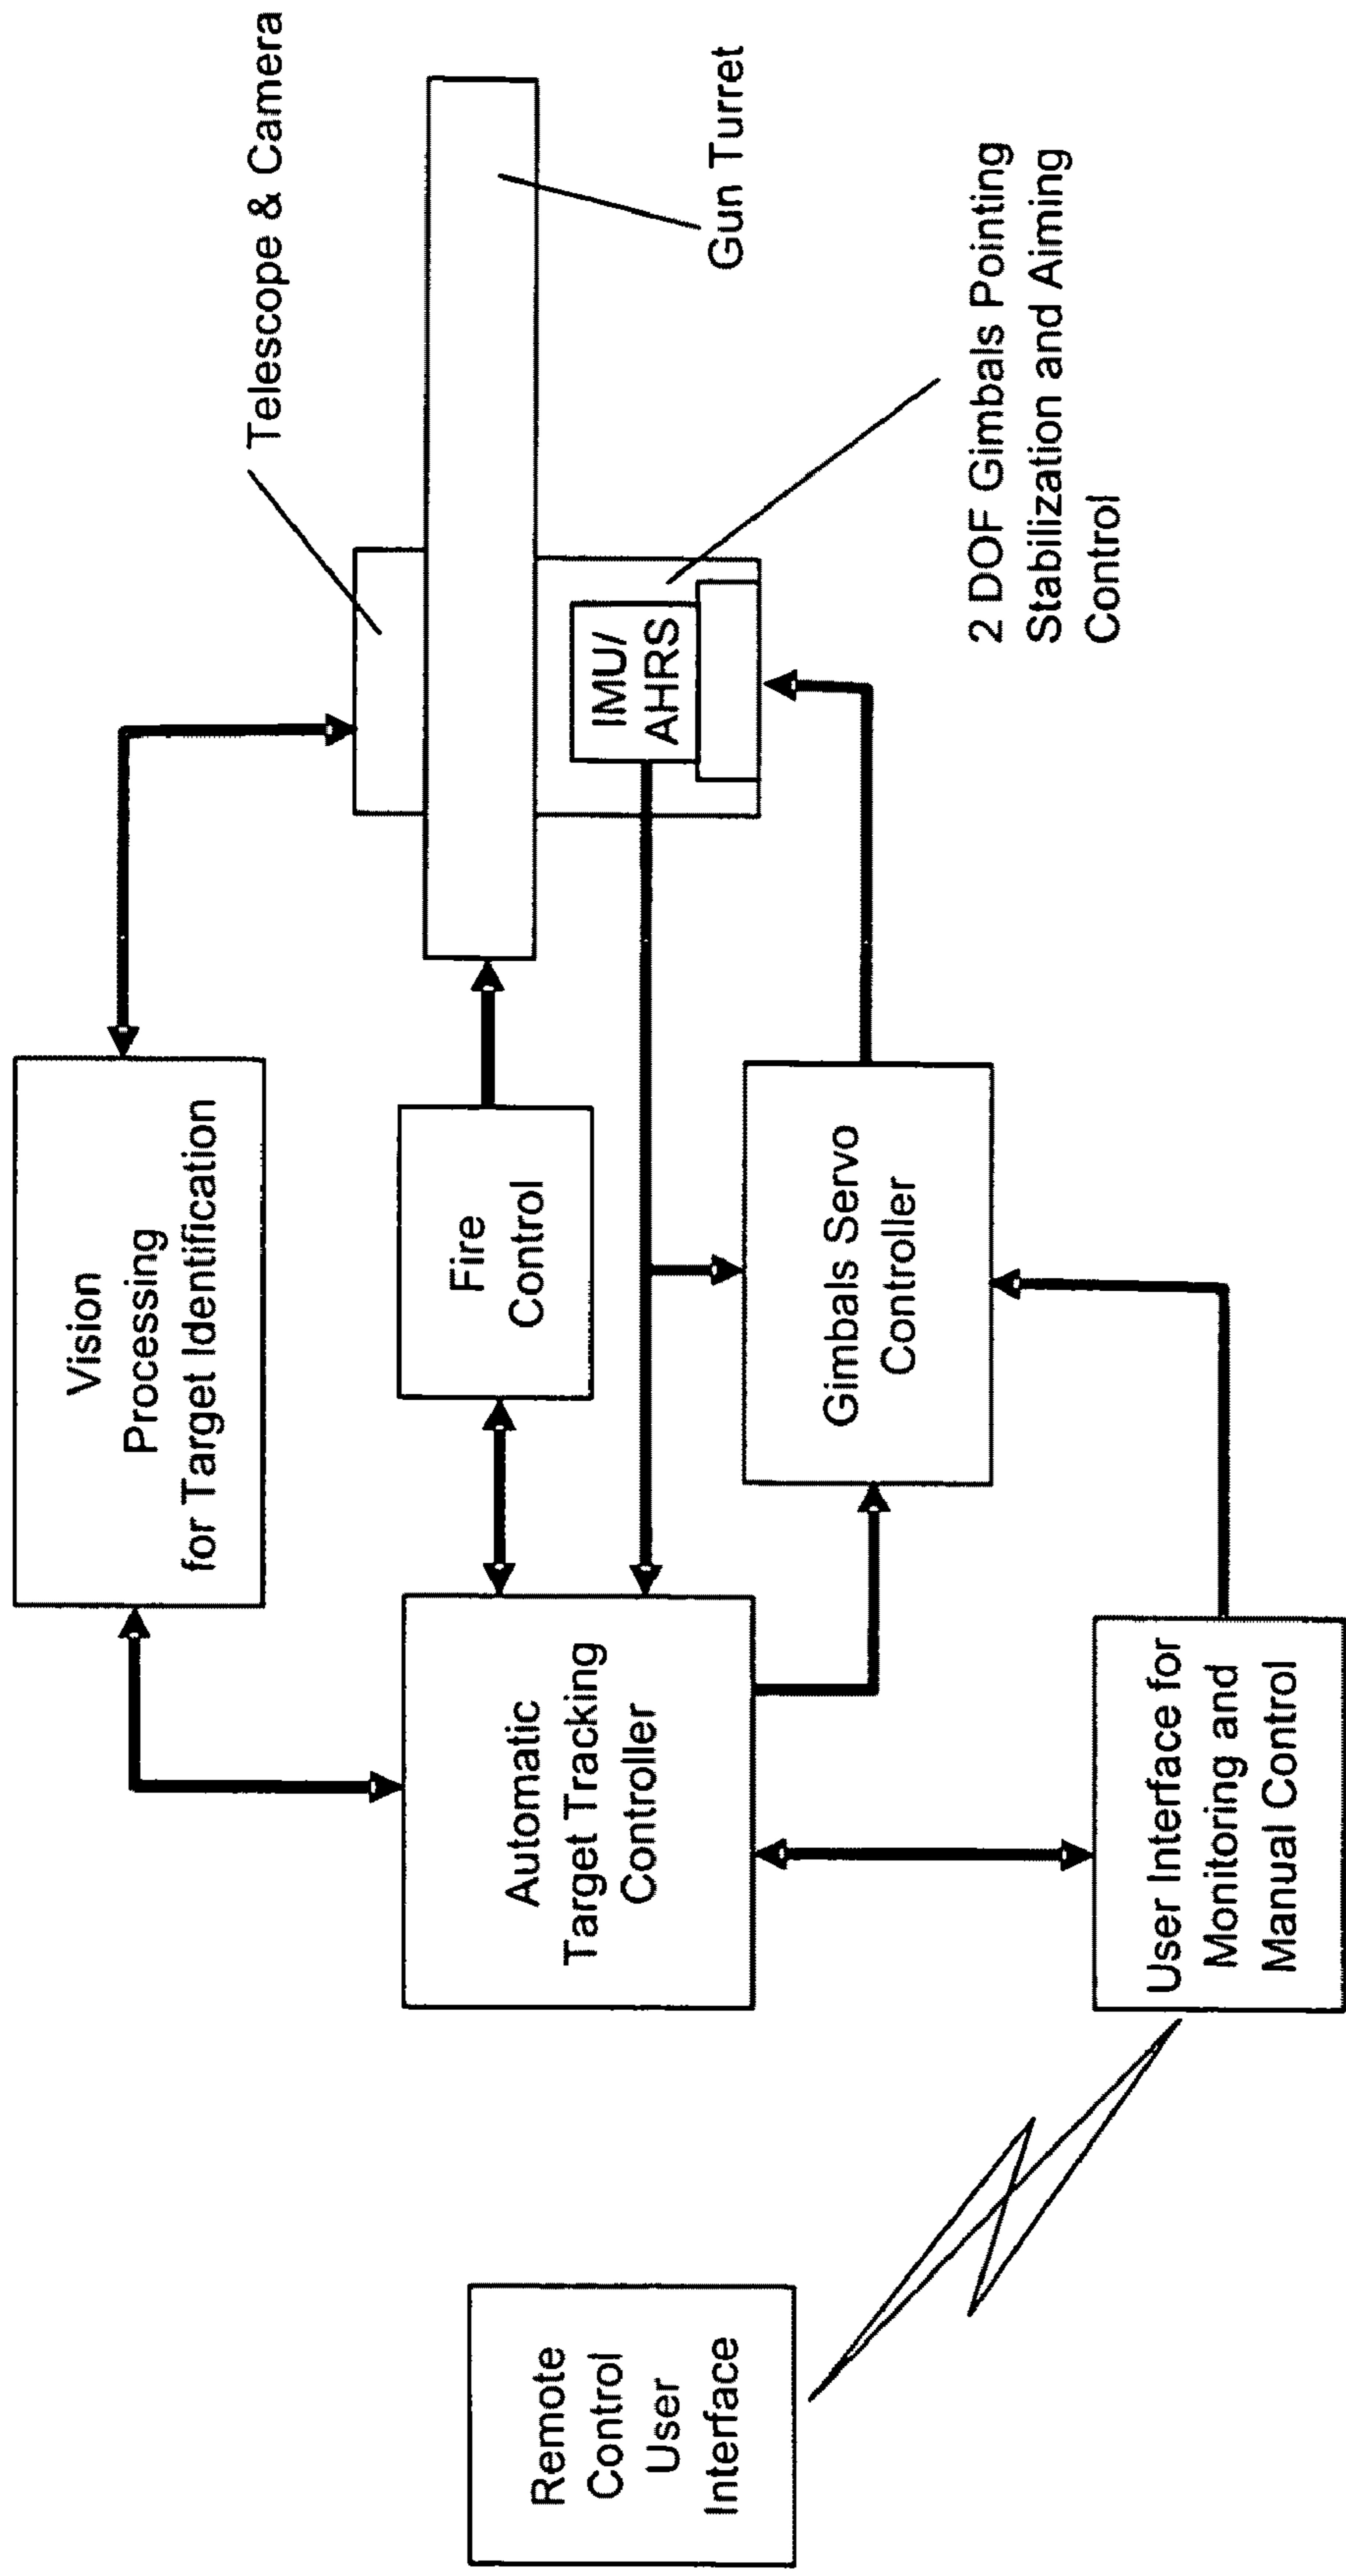 Vision
Processing
for Target Identification
Telescope & Camera
Fire
Control
Gun Turret
IMU/
AHRS
Automatic
Target Tracking
Controller
Gimbals Servo
Controller
2 DOF Gimbals Pointing
Stabilization and Aiming
Control
Remote
Control
User
Interface
User Interface for
Monitoring and
Manual Control